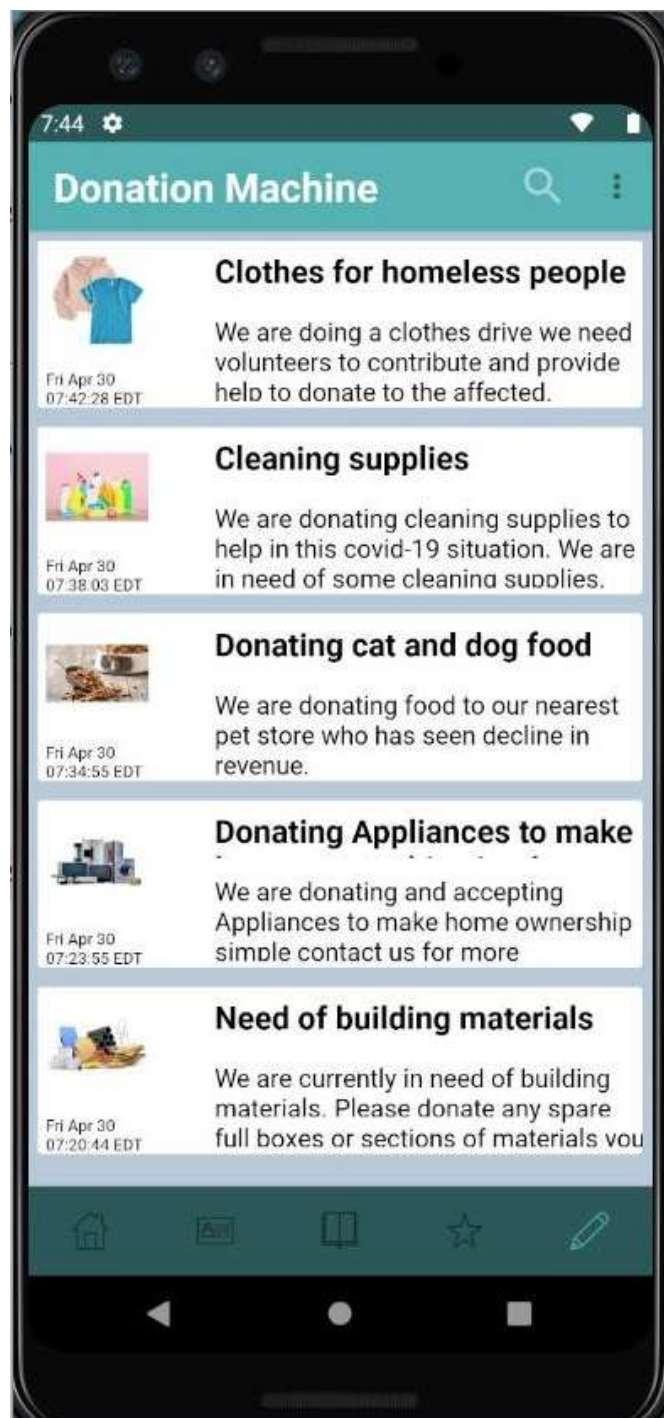 7:44
Donation Machine
Clothes for homeless people
We are doing a clothes drive we need
volunteers to contribute and provide
help to donate to the affected.
Fri Apr 30
07:42:28 EDT
Cleaning supplies
We are donating cleaning supplies to
help in this covid-19 situation. We are
in need of some cleaning supplies.
Fri Apr 30
07:38:03 EDT
Donating cat and dog food
We are donating food to our nearest
pet store who has seen decline in
revenue.
Fri Apr 30
07:34:55 EDT
Donating Appliances to make
We are donating and accepting
Appliances to make home ownership
simple contact us for more
Fri Apr 30
07:23:55 EDT
Need of building materials
We are currently in need of building
materials. Please donate any spare
full boxes or sections of materials you
Fri Apr 30
07:20:44 EDT